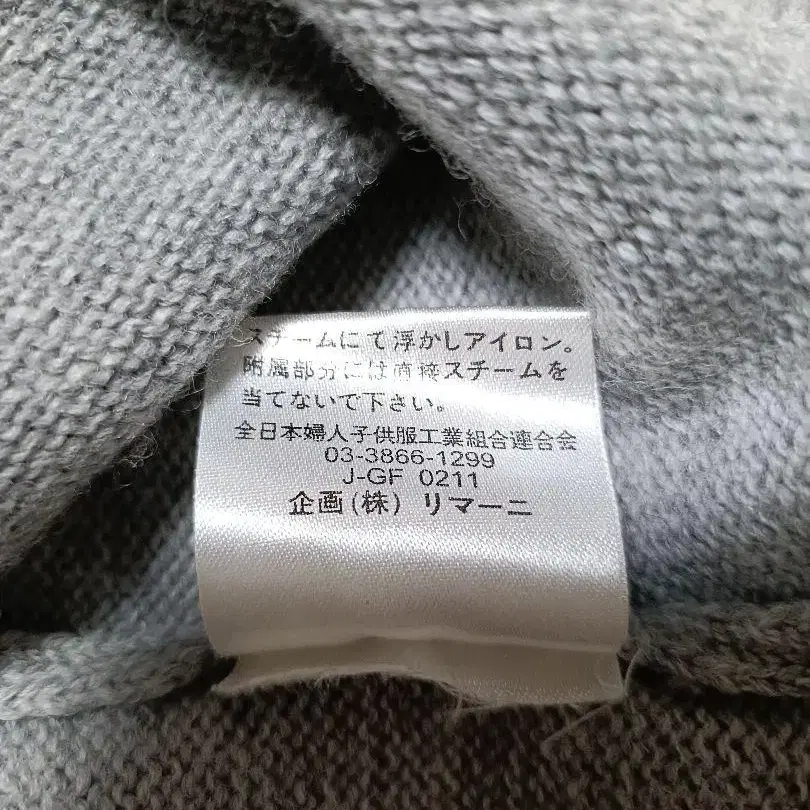 スチームにて浮かしアイロン。
附属部分には直接スチームを
当てないで下さい。
全日本婦人子供服工業組合連合会
03-3866-1299
J-GF 0211
企画(株) リマーニ